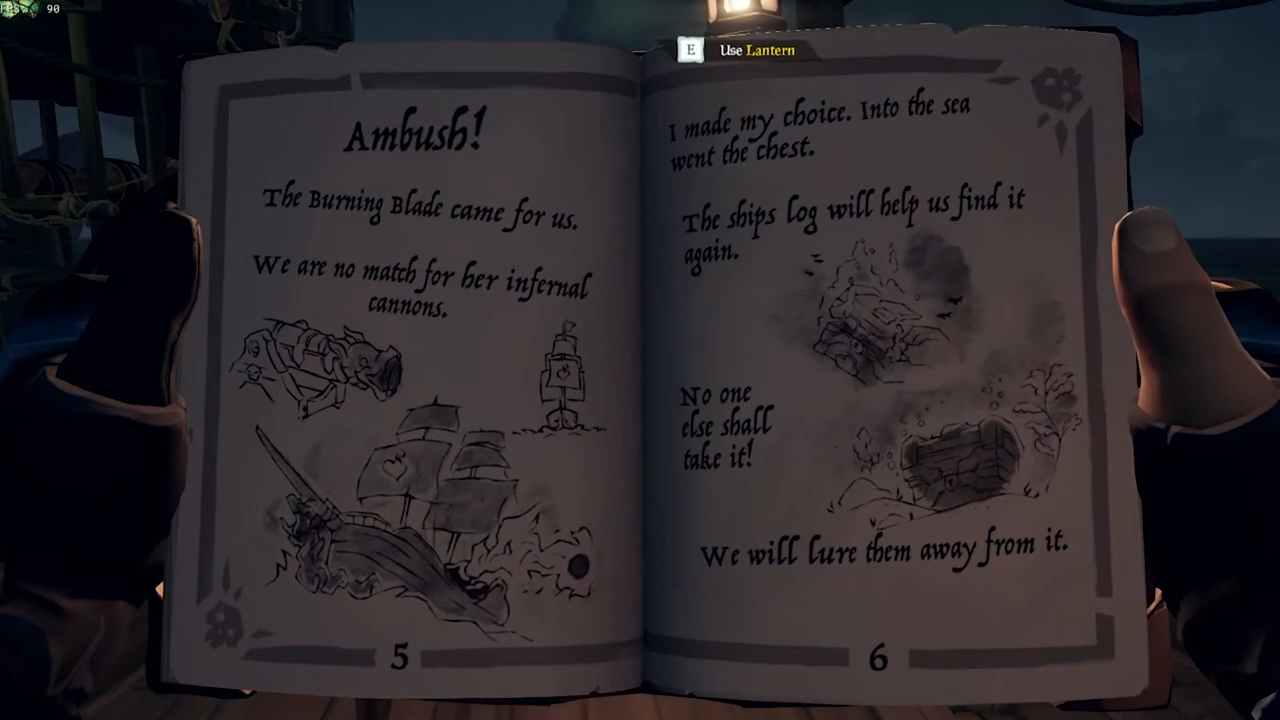 FPS: 90
E Use Lantern
Ambush!
The Burning Blade came for us.
We are no match for her infernal
cannons.
5
I made my choice. Into the sea
went the chest.
The ships log will help us find it
again.
No one
else shall
take it!
We will lure them away from it.
6